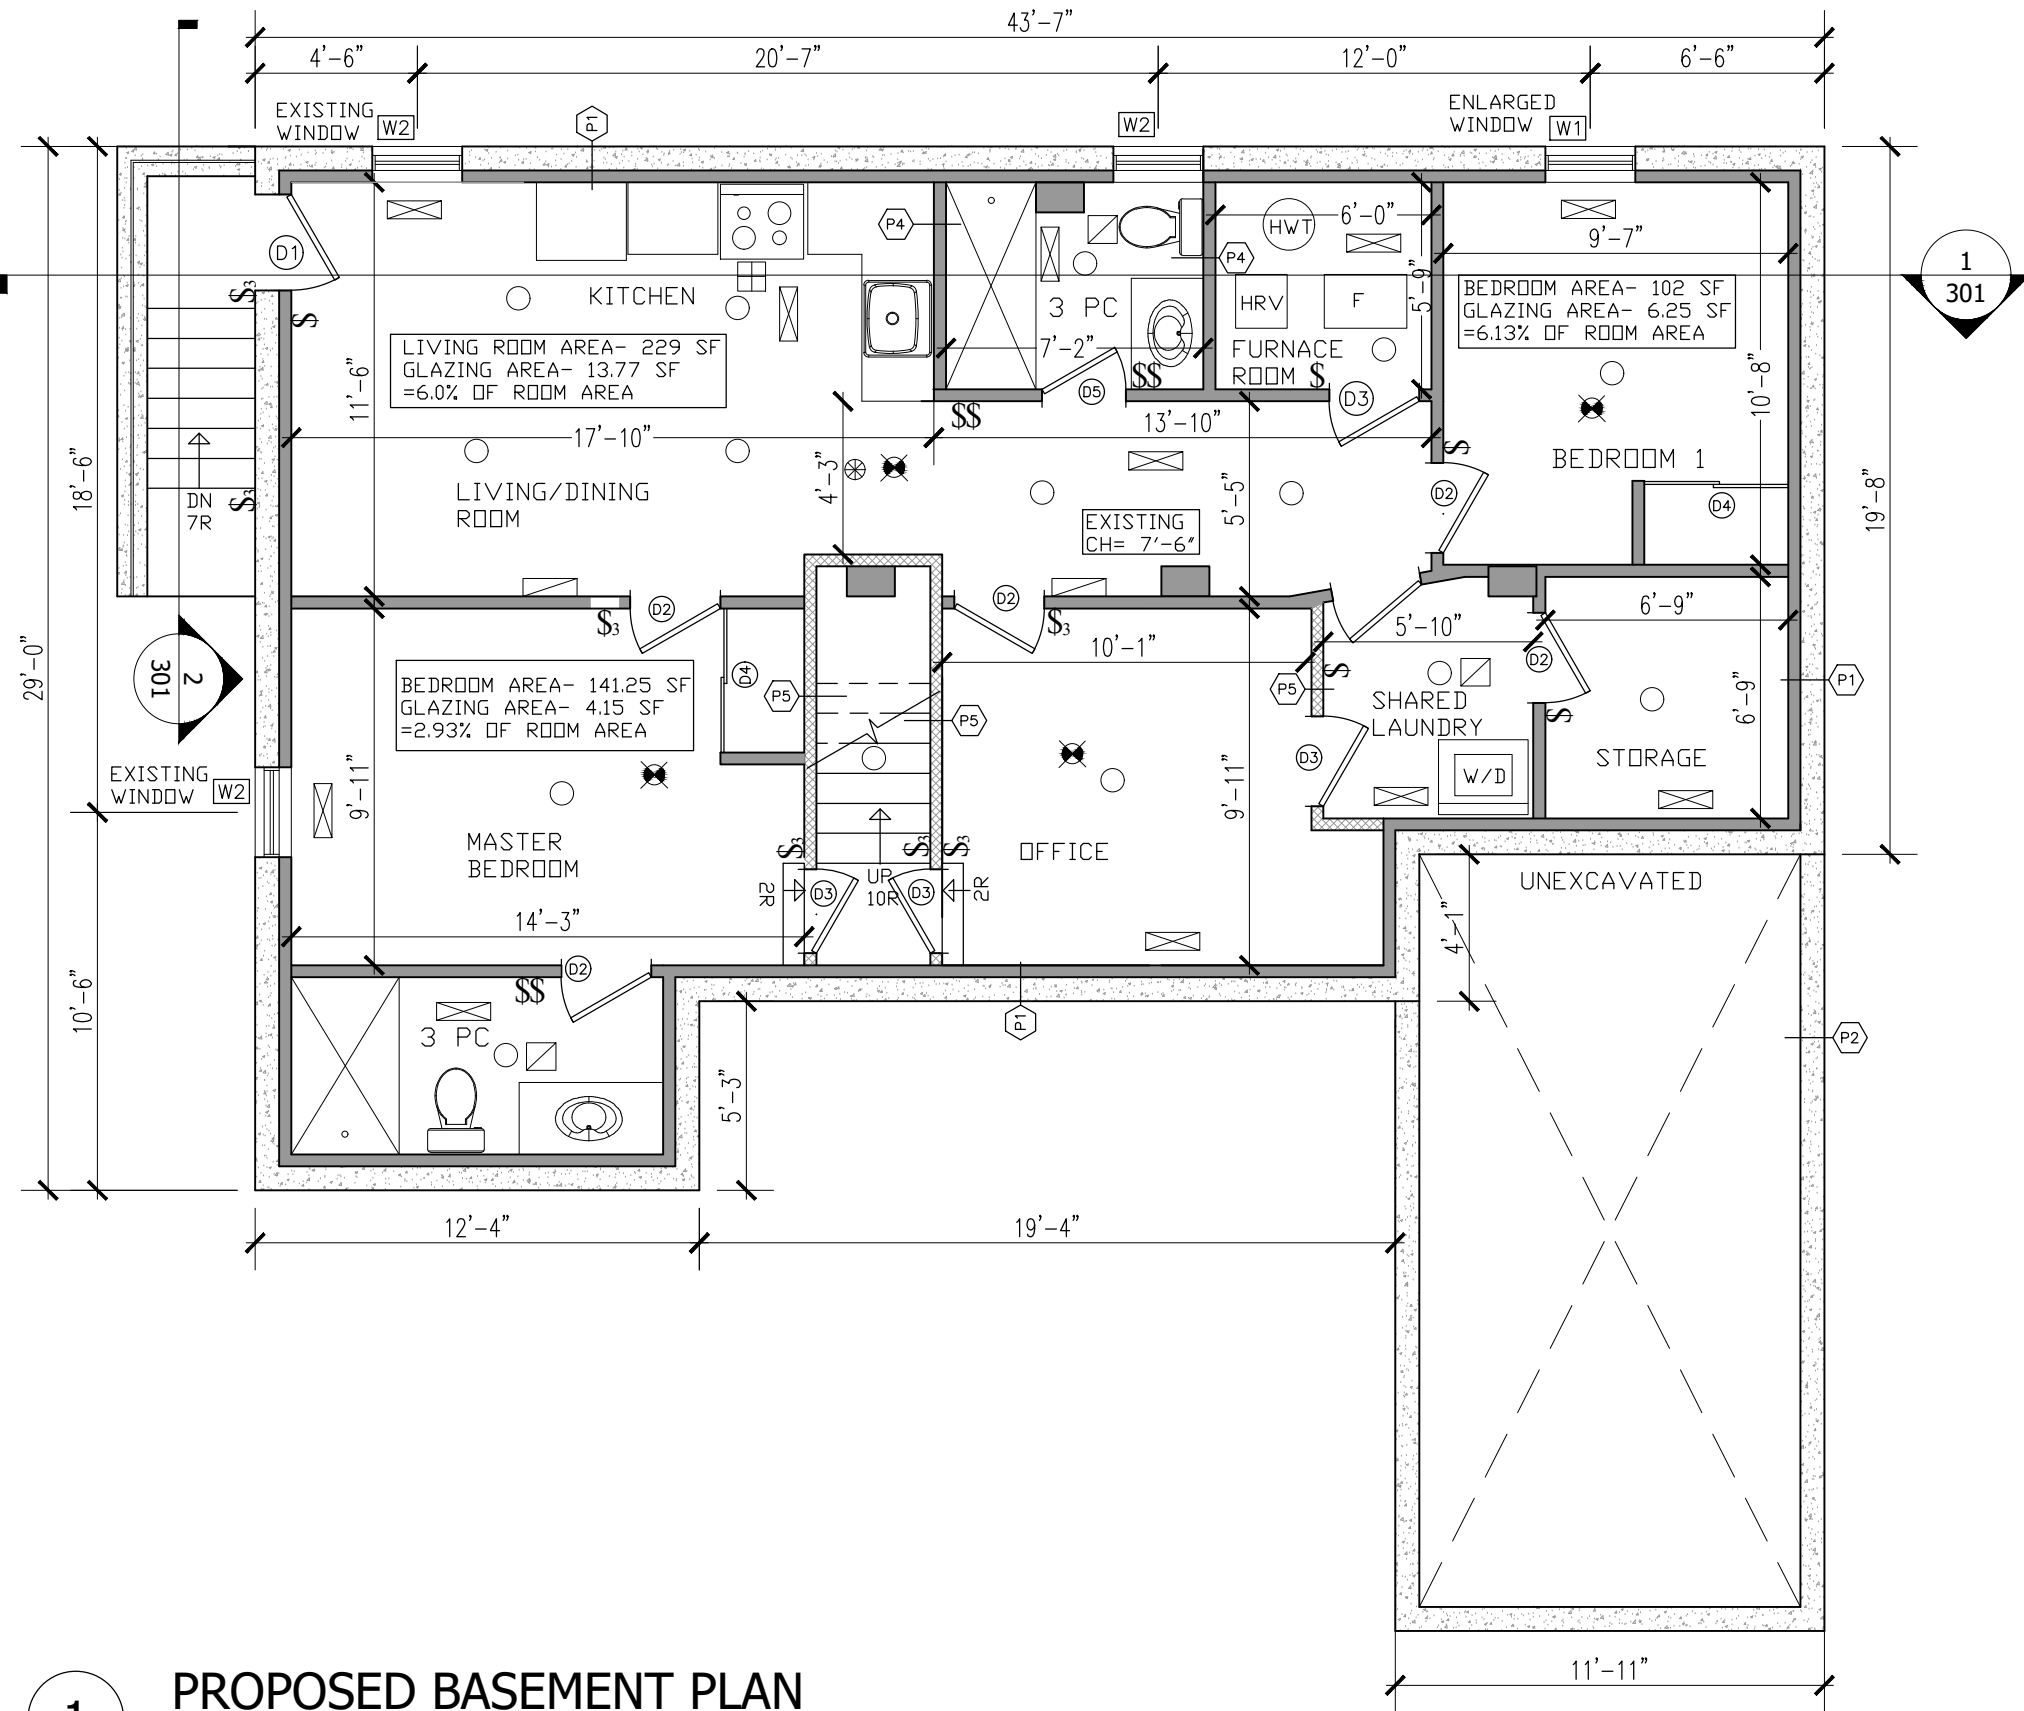 43'-7"
4'-6"
20'-7"
12'-0"
6'-6"
EXISTING
WINDOW
W2
P1
W2
ENLARGED
WINDOW
W1
D1
KITCHEN
P4
HWT
6'-0"
9'-7"
P4
1
301
HRV
F
5'-9"
3 PC
BEDROOM AREA- 102 SF
GLAZING AREA- 6.25 SF
=6.13% OF ROOM AREA
LIVING ROOM AREA- 229 SF
GLAZING AREA- 13.77 SF
=6.0% OF ROOM AREA
7'-2"
FURNACE
ROOM
$
$3
$
11'-6"
$$
D5
D3
10'-8"
$$
17'-10"
13'-10"
$
BEDROOM 1
18'-6"
4'-3"
LIVING/DINING
ROOM
DN
7R
$3
D2
D4
5'-5"
19'-8"
EXISTING
CH= 7'-6"
29'-0"
D2
$3
D2
$3
6'-9"
5'-10"
10'-1"
2
301
D4
D2
$
BEDROOM AREA- 141.25 SF
GLAZING AREA- 4.15 SF
=2.93% OF ROOM AREA
P5
P5
P5
SHARED
LAUNDRY
$
6'-9"
P1
STORAGE
D3
W/D
EXISTING
WINDOW
W2
9'-11"
9'-11"
MASTER
BEDROOM
$3
$3
$3
OFFICE
UNEXCAVATED
2R
D3
UP
10R
D3
2R
14'-3"
4'-1"
D2
$$
10'-6"
3 PC
P1
P2
5'-3"
12'-4"
19'-4"
11'-11"
1
PROPOSED BASEMENT PLAN